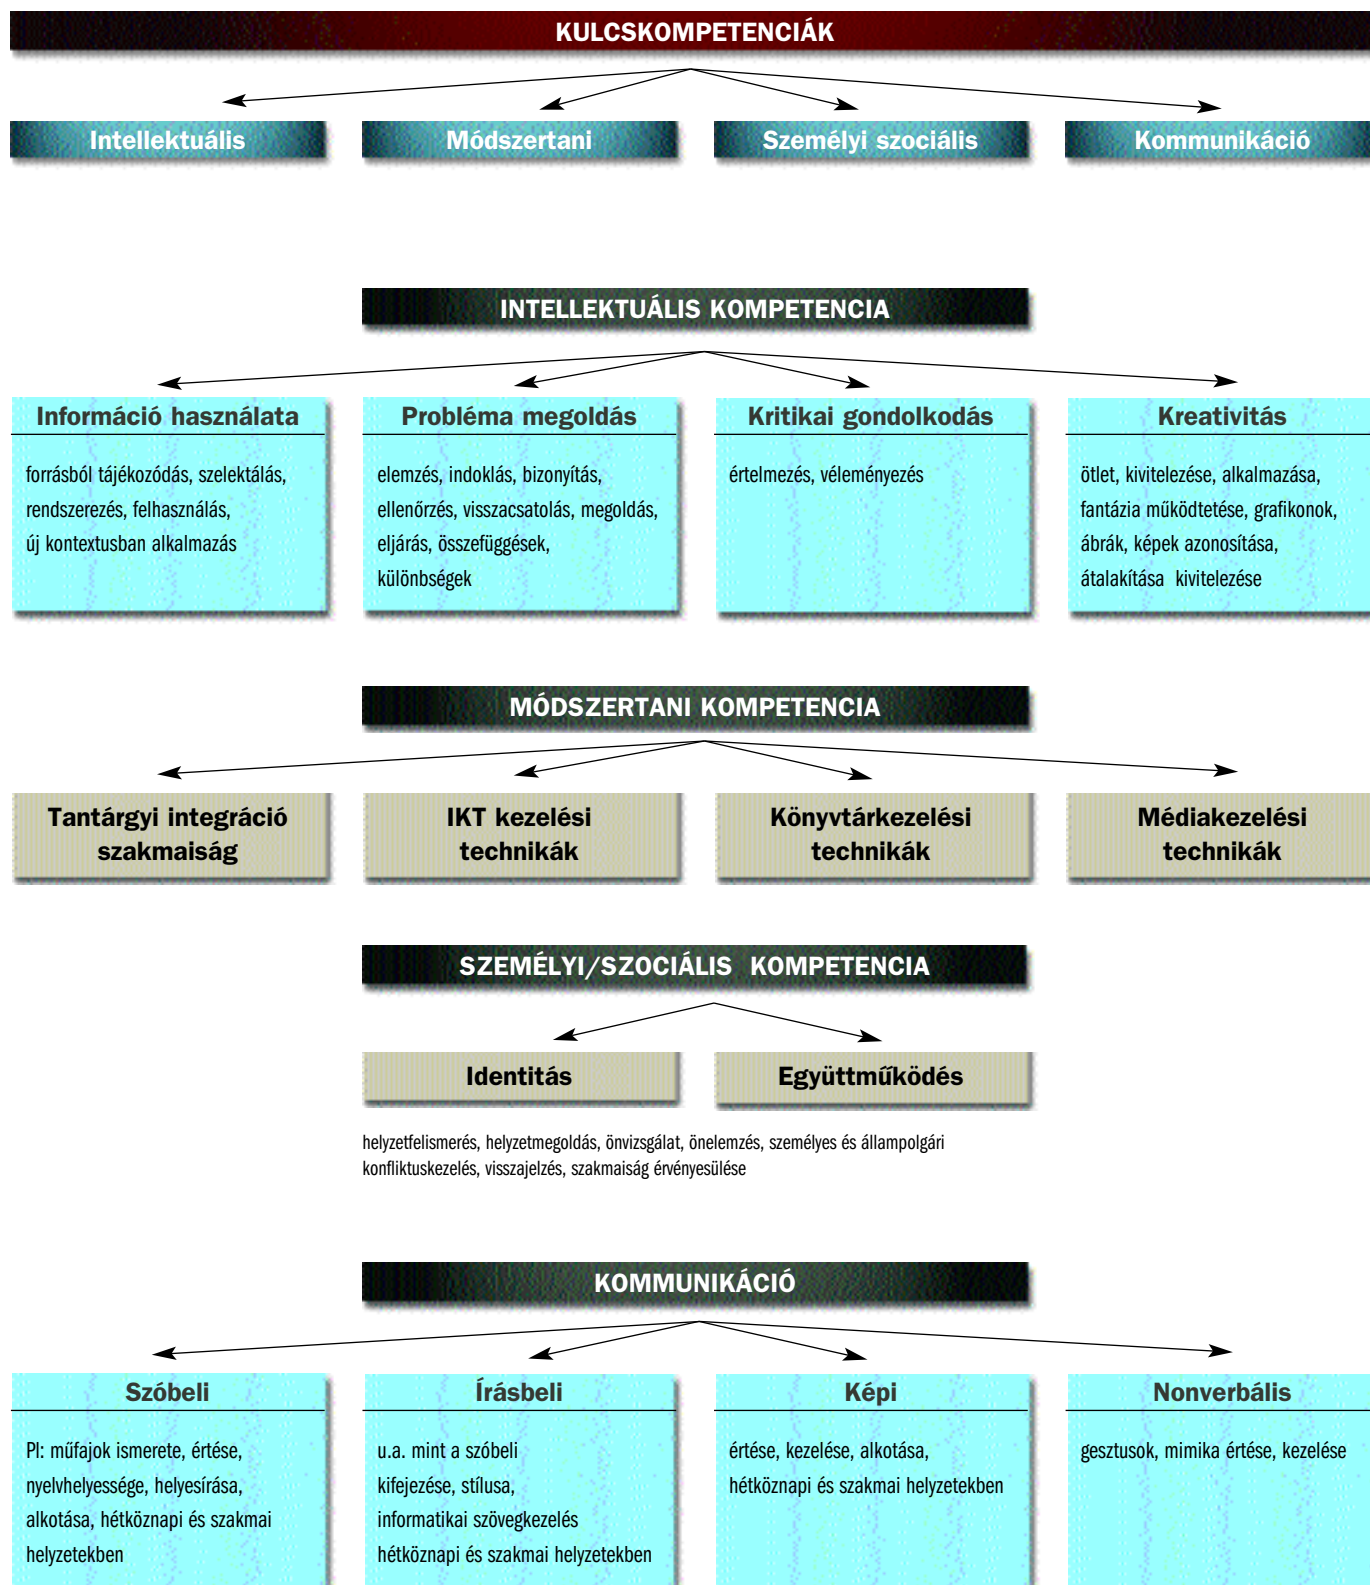 KULCSKOMPETENCIÁK
Intellektuális
Módszertani
Személyi szociális
Kommunikáció
INTELLEKTUÁLIS KOMPETENCIA
Információ használata
forrásból tájékozódás, szelektálás,
rendszerezés, felhasználás,
új kontextusban alkalmazás
Probléma megoldás
elemzés, indoklás, bizonyítás,
ellenőrzés, visszacsatolás, megoldás,
eljárás, összefüggések,
különbségek
Kritikai gondolkodás
értelmezés, véleményezés
Kreativitás
ötlet, kivitelezése, alkalmazása,
fantázia működtetése, grafikonok,
ábrák, képek azonosítása,
átalakítása kivitelezése
MÓDSZERTANI KOMPETENCIA
Tantárgyi integráció
szakmaiság
IKT kezelési
technikák
Könyvtárkezelési
technikák
Médiakezelési
technikák
SZEMÉLYI/SZOCIÁLIS KOMPETENCIA
Identitás
Együttműködés
helyzetfelismerés, helyzetmegoldás, önvizsgálat, önelemzés, személyes és állampolgári
konfliktuskezelés, visszajelzés, szakmaiság érvényesülése
KOMMUNIKÁCIÓ
Szóbeli
Pl: műfajok ismerete, értése,
nyelvhelyessége, helyesírása,
alkotása, hétköznapi és szakmai
helyzetekben
Írásbeli
u.a. mint a szóbeli
kifejezése, stílusa,
informatikai szövegkezelés
hétköznapi és szakmai helyzetekben
Képi
értése, kezelése, alkotása,
hétköznapi és szakmai helyzetekben
Nonverbális
gesztusok, mimika értése, kezelése